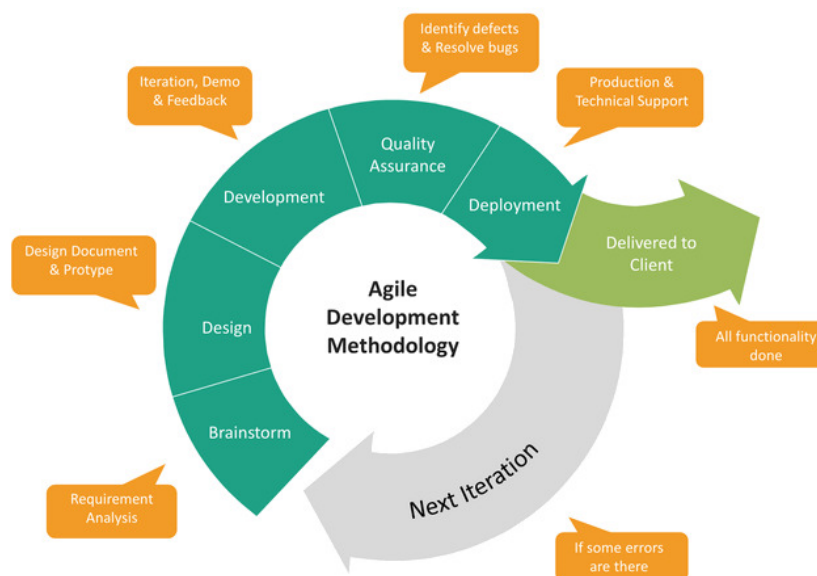 Identify defects
& Resolve bugs
Iteration, Demo
& Feedback
Production &
Technical Support
Quality
Assurance
Development
Deployment
Delivered to
Client
Design Document
& Protype
Agile
Development
Methodology
Design
All functionality
done
Brainstorm
Next Iteration
Requirement
Analysis
If some errors
are there